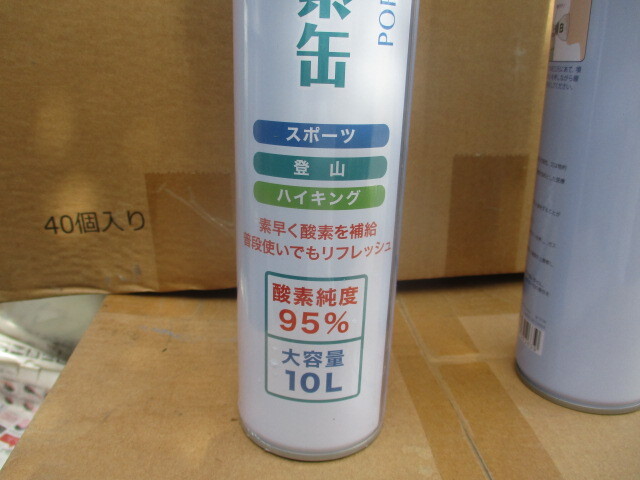 素缶
POR
スポーツ
登山
ハイキング
素早く酸素を補給
普段使いでもリフレッシュ
酸素純度
95%
大容量
10L
40個入り